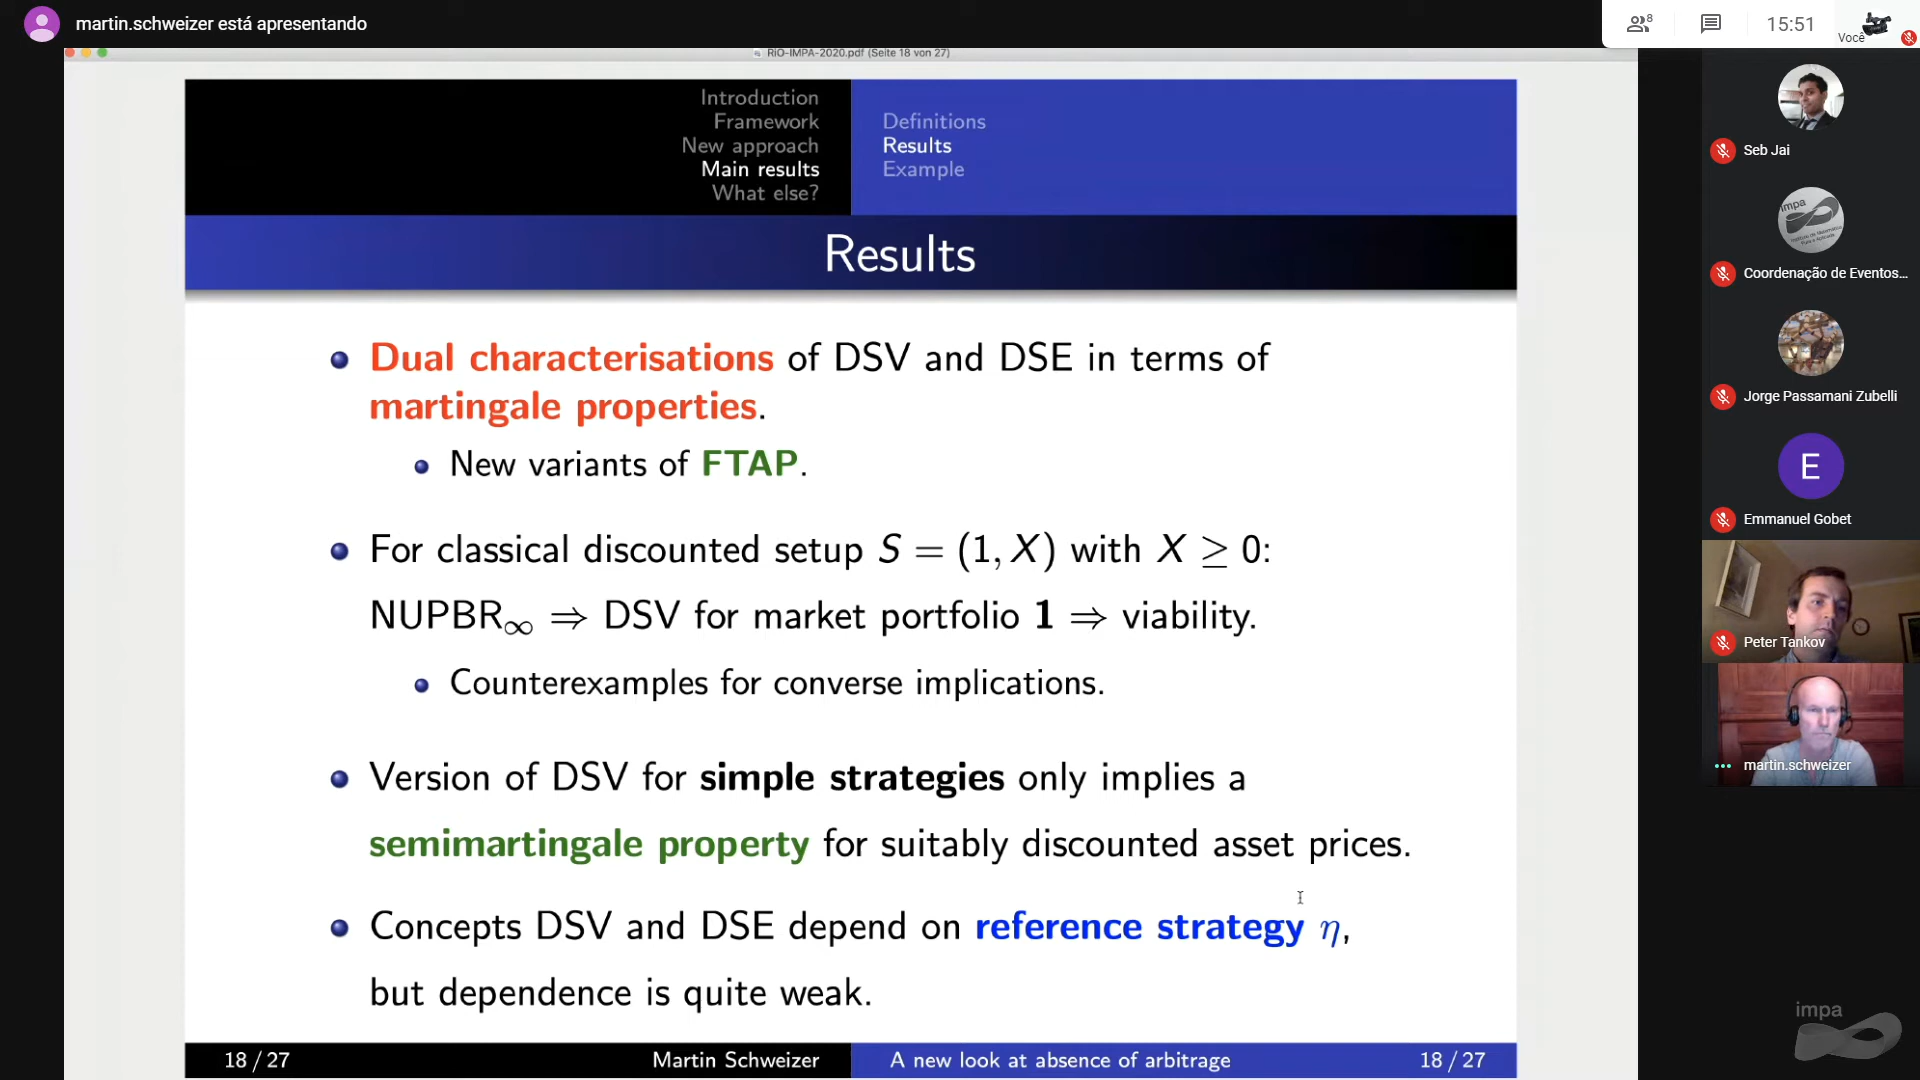 martin.schweizer está apresentando
8
15:51
Você
RiO-IMPA-2020.pdf (Seite 18 von 27)
Introduction
Framework
New approach
Main results
What else?
Definitions
Results
Example
Results
Dual characterisations of DSV and DSE in terms of
martingale properties.
New variants of FTAP.
For classical discounted setup S = (1, X) with X ≥ 0:
NUPBR∞ ⇒ DSV for market portfolio 1 ⇒ viability.
Counterexamples for converse implications.
Version of DSV for simple strategies only implies a
semimartingale property for suitably discounted asset prices.
Concepts DSV and DSE depend on reference strategy η,
but dependence is quite weak.
18 / 27
Martin Schweizer
A new look at absence of arbitrage
18 / 27
Seb Jai
impa
Coordenação de Eventos...
Jorge Passamani Zubelli
E
Emmanuel Gobet
Peter Tankov
martin.schweizer
impa